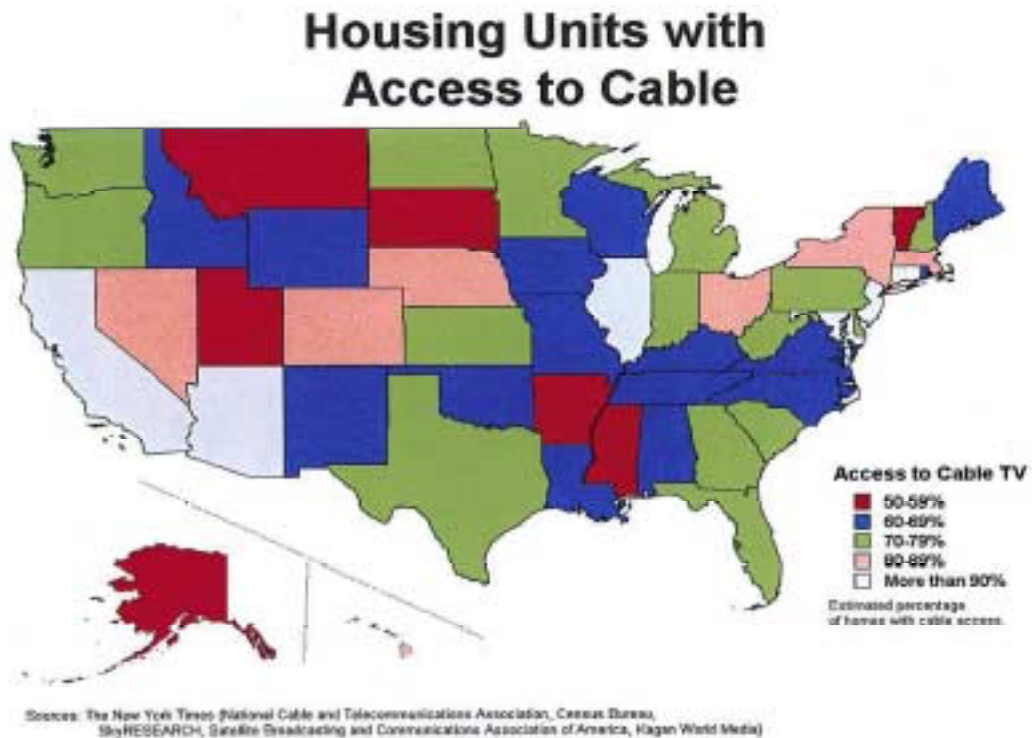 Housing Units with
Access to Cable
Access to Cable TV
50-59%
60-69%
70-79%
80-89%
More than 90%
Estimated percentage
of homes with cable access.
Sources: The New York Times (National Cable and Telecommunications Association, Census Bureau,
SkyRESEARCH, Satellite Broadcasting and Communications Association of America, Kagan World Media)